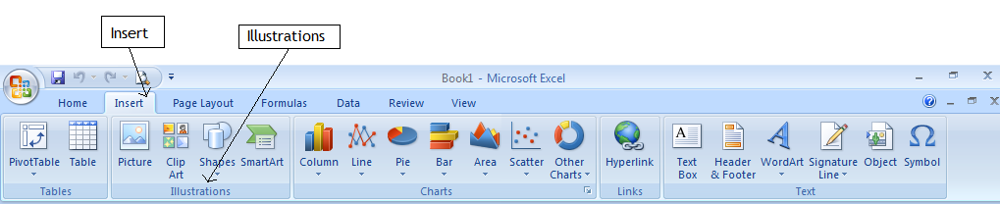 Insert
Illustrations
Book1 - Microsoft Excel
Home Insert Page Layout Formulas Data Review View
PivotTable Table Picture Clip Art Shapes SmartArt Column Line Pie Bar Area Scatter Other Charts Hyperlink Text Box Header & Footer WordArt Signature Line Object Symbol
Tables Illustrations Charts Links Text